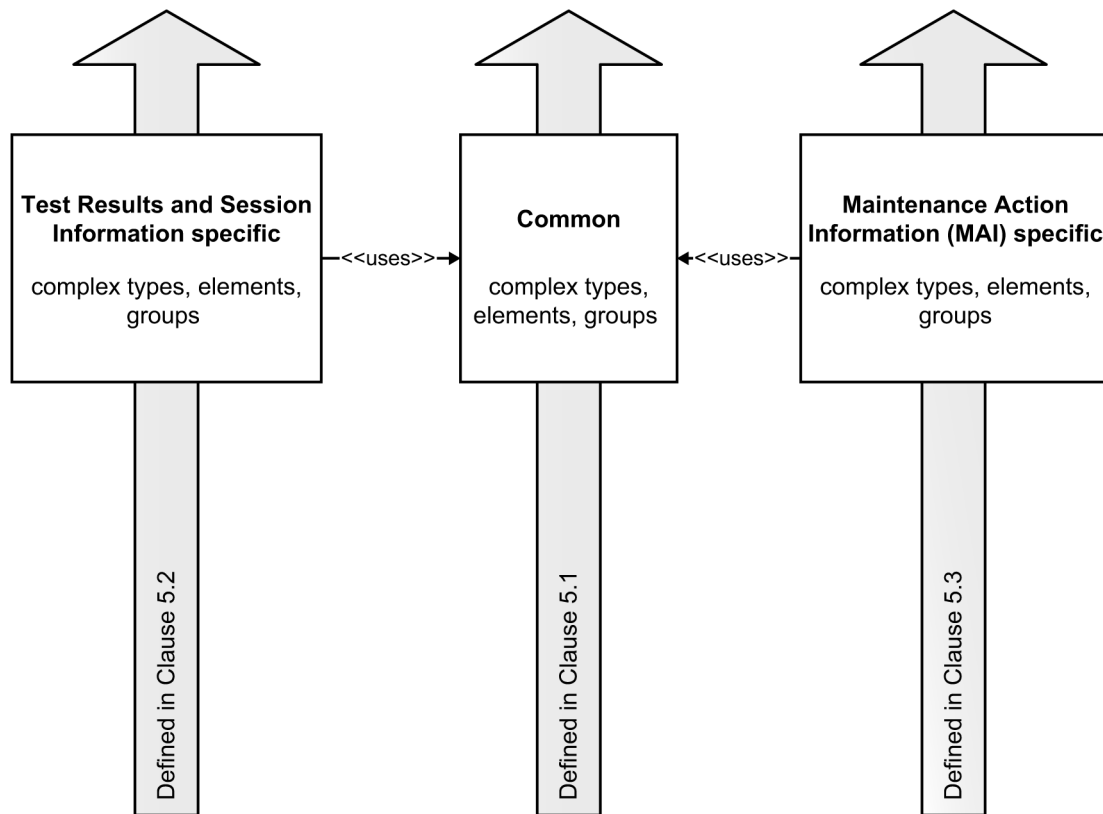 Test Results and Session
Information specific
complex types, elements,
groups
<<uses>>
Common
complex types,
elements, groups
<<uses>>
Maintenance Action
Information (MAI) specific
complex types, elements,
groups
Defined in Clause 5.2
Defined in Clause 5.1
Defined in Clause 5.3